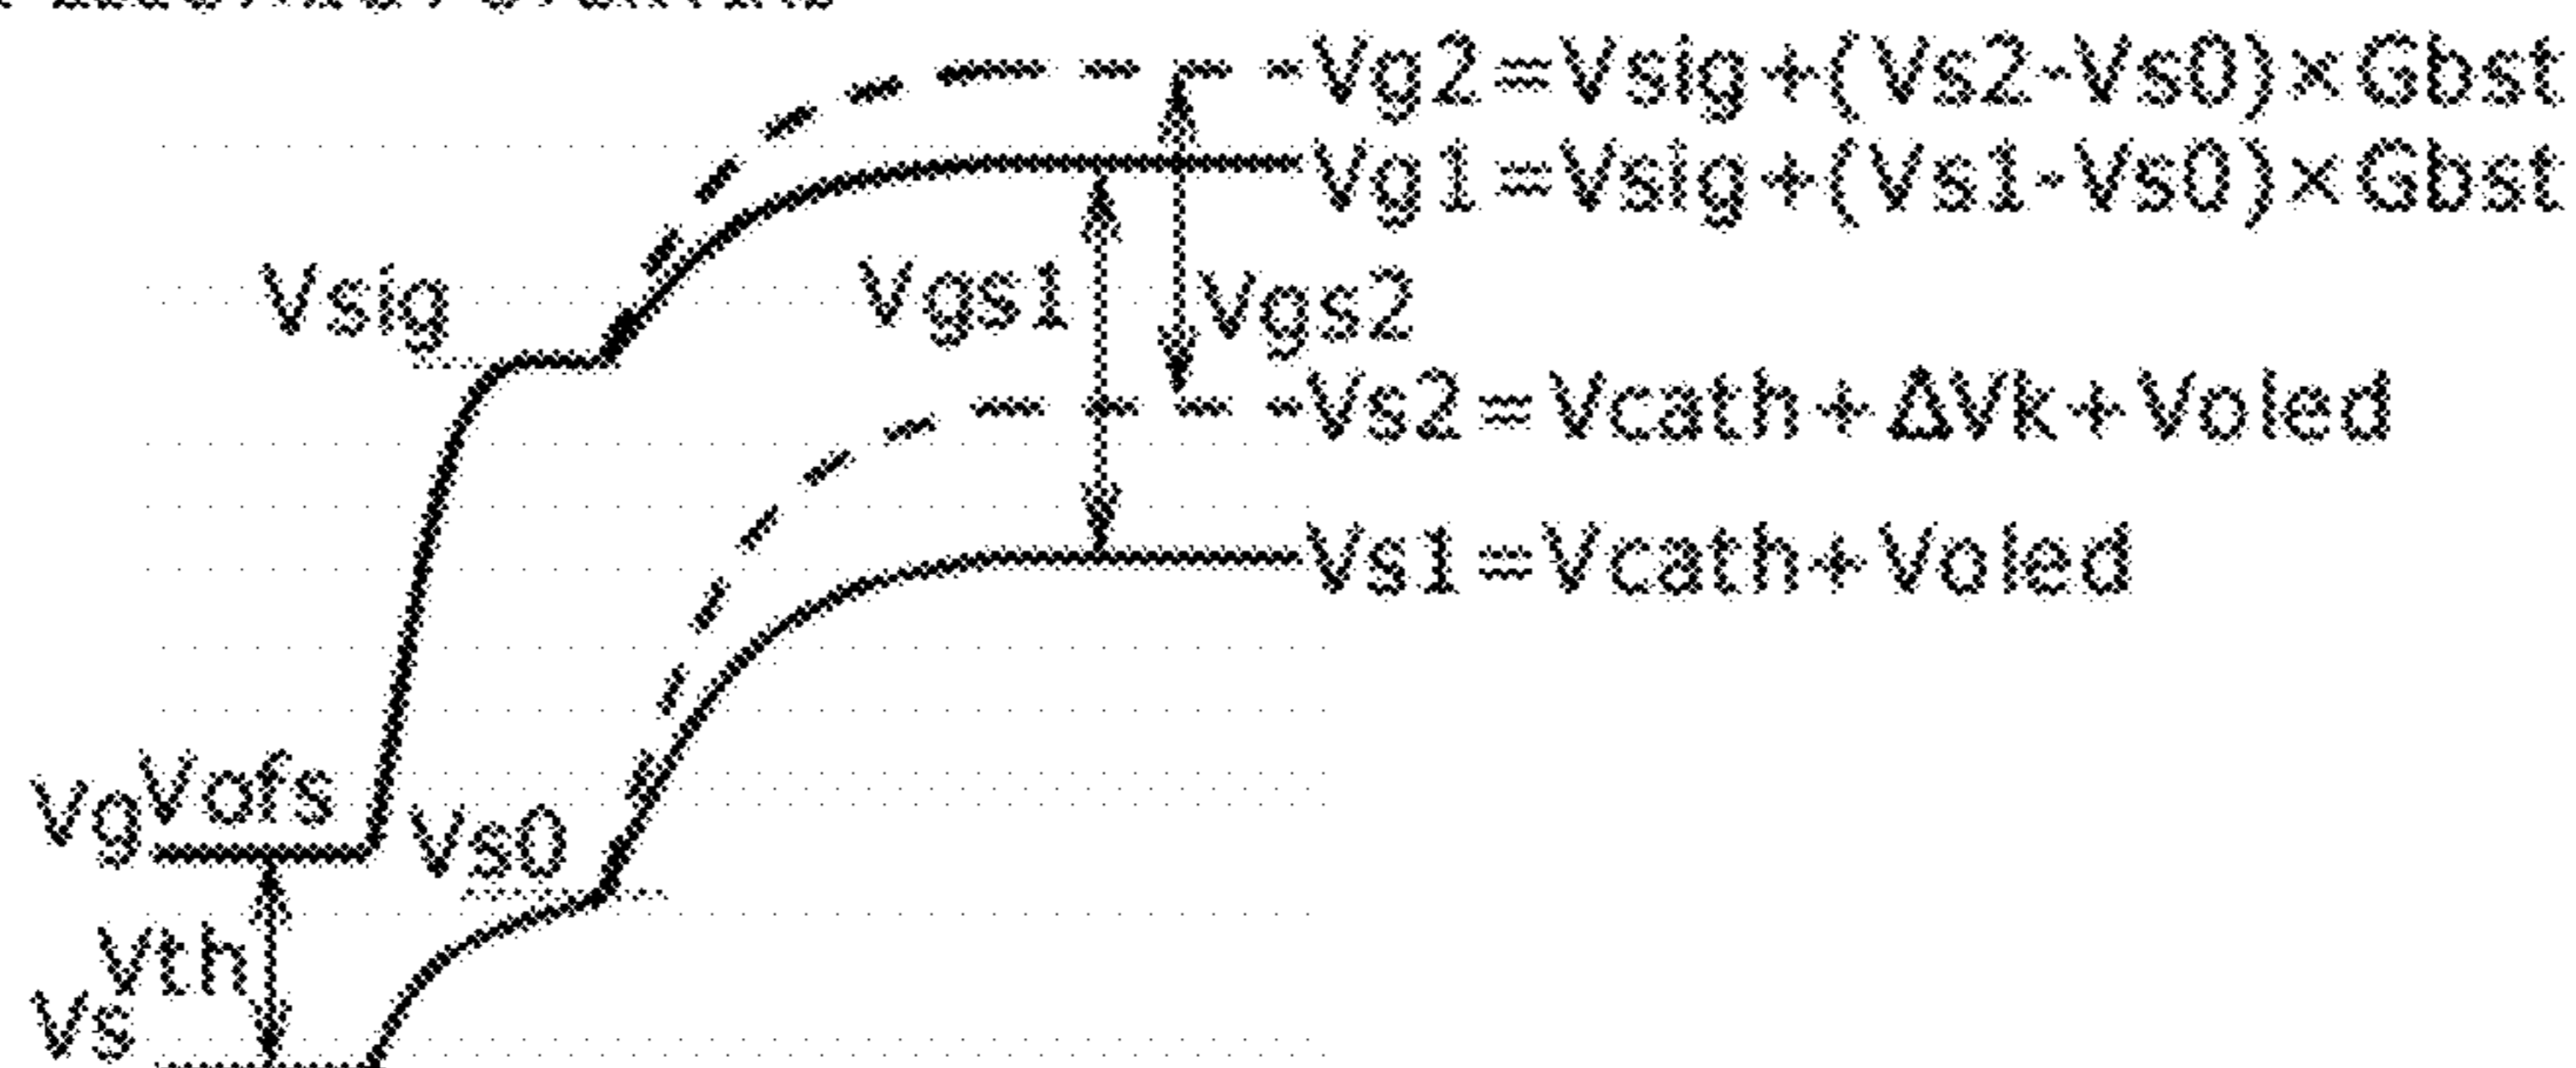 Vg2=Vsig+(Vs2-Vs0)×Gbst
Vg1=Vsig+(Vs1-Vs0)×Gbst
Vsig
Vgs1
Vgs2
Vs2=Vcath+ΔVk+Voled
Vs1=Vcath+Voled
Vg
Vofs
Vs0
Vth
Vs